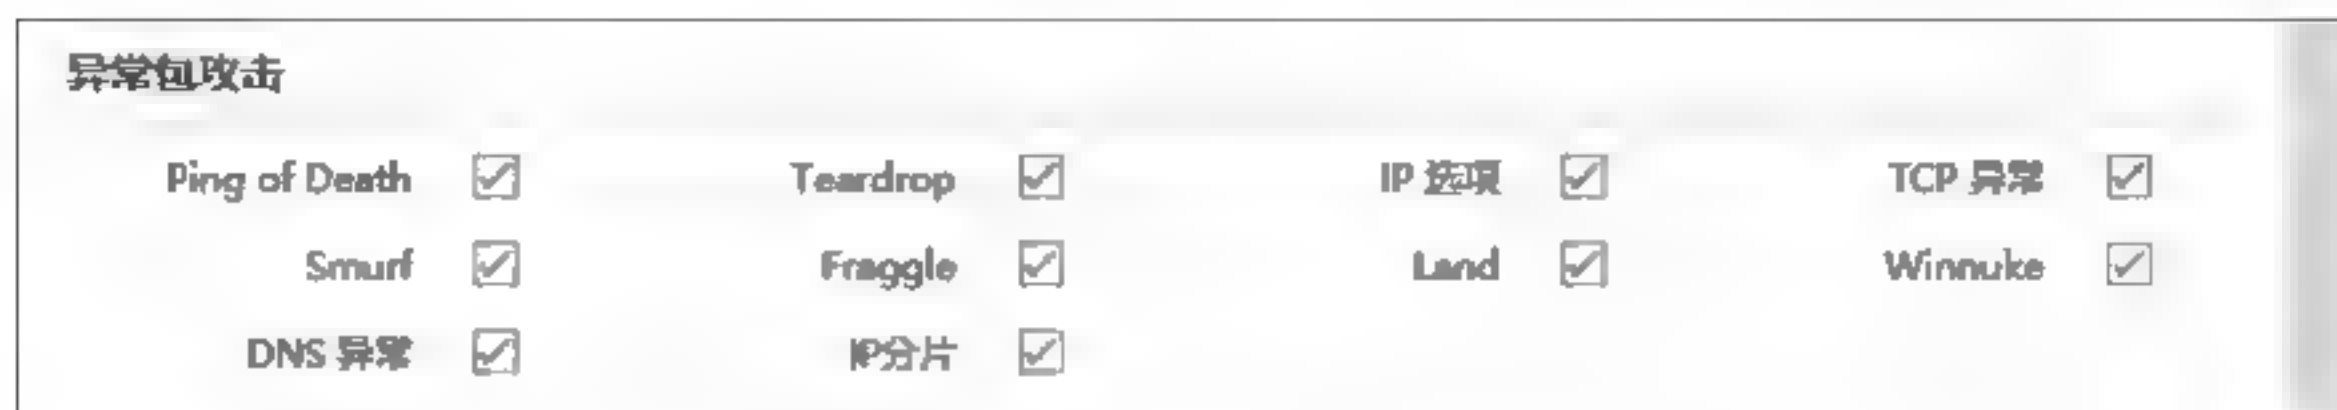 异常包攻击
Ping of Death Teardrop IP 选项 TCP 异常
Smurf Fraggle Land Winnuke
DNS 异常 IP分片